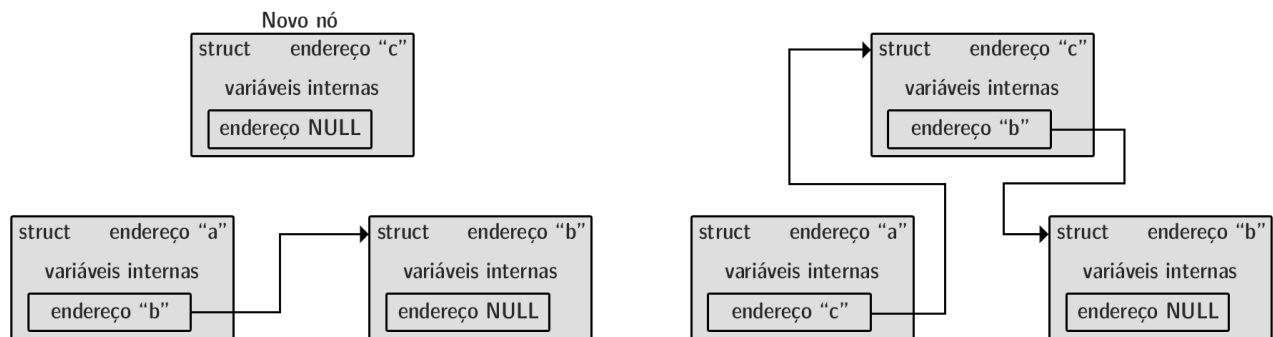 Novo nó
struct endereço “c”
variáveis internas
endereço NULL
struct endereço “a”
variáveis internas
endereço “b”
struct endereço “b”
variáveis internas
endereço NULL
struct endereço “c”
variáveis internas
endereço “b”
struct endereço “a”
variáveis internas
endereço “c”
struct endereço “b”
variáveis internas
endereço NULL